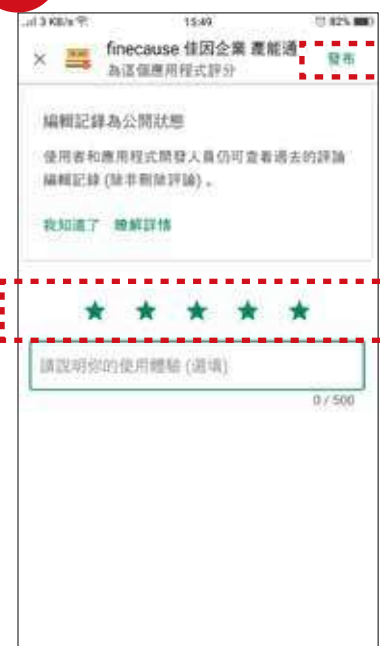 3 KB/s 15:49 82%
finecause 佳因企業 農能通
為這個應用程式評分
發布
編輯記錄為公開狀態
使用者和應用程式開發人員仍可查看過去的評論
編輯記錄 (除非刪除評論) 。
我知道了 瞭解詳情
請說明你的使用體驗 (選填)
0 / 500